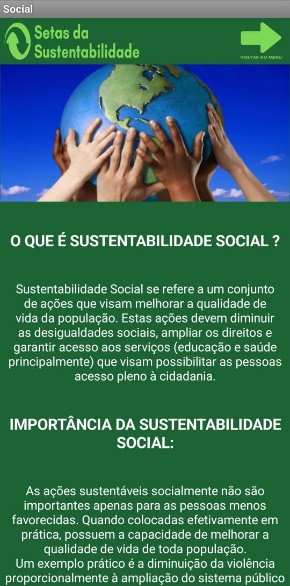 Social
Setas da
Sustentabilidade
VOLTAR AO MENU
O QUE É SUSTENTABILIDADE SOCIAL ?
Sustentabilidade Social se refere a um conjunto
de ações que visam melhorar a qualidade de
vida da população. Estas ações devem diminuir
as desigualdades sociais, ampliar os direitos e
garantir acesso aos serviços (educação e saúde
principalmente) que visam possibilitar as pessoas
acesso pleno à cidadania.
IMPORTÂNCIA DA SUSTENTABILIDADE
SOCIAL:
As ações sustentáveis socialmente não são
importantes apenas para as pessoas menos
favorecidas. Quando colocadas efetivamente em
prática, possuem a capacidade de melhorar a
qualidade de vida de toda população.
Um exemplo prático é a diminuição da violência
proporcionalmente à ampliação do sistema público